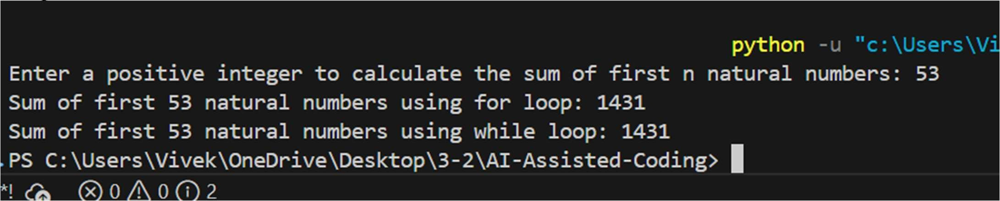 python -u "c:\Users\Vi
Enter a positive integer to calculate the sum of first n natural numbers: 53
Sum of first 53 natural numbers using for loop: 1431
Sum of first 53 natural numbers using while loop: 1431
PS C:\Users\Vivek\OneDrive\Desktop\3-2\AI-Assisted-Coding>
*! 0 0 2